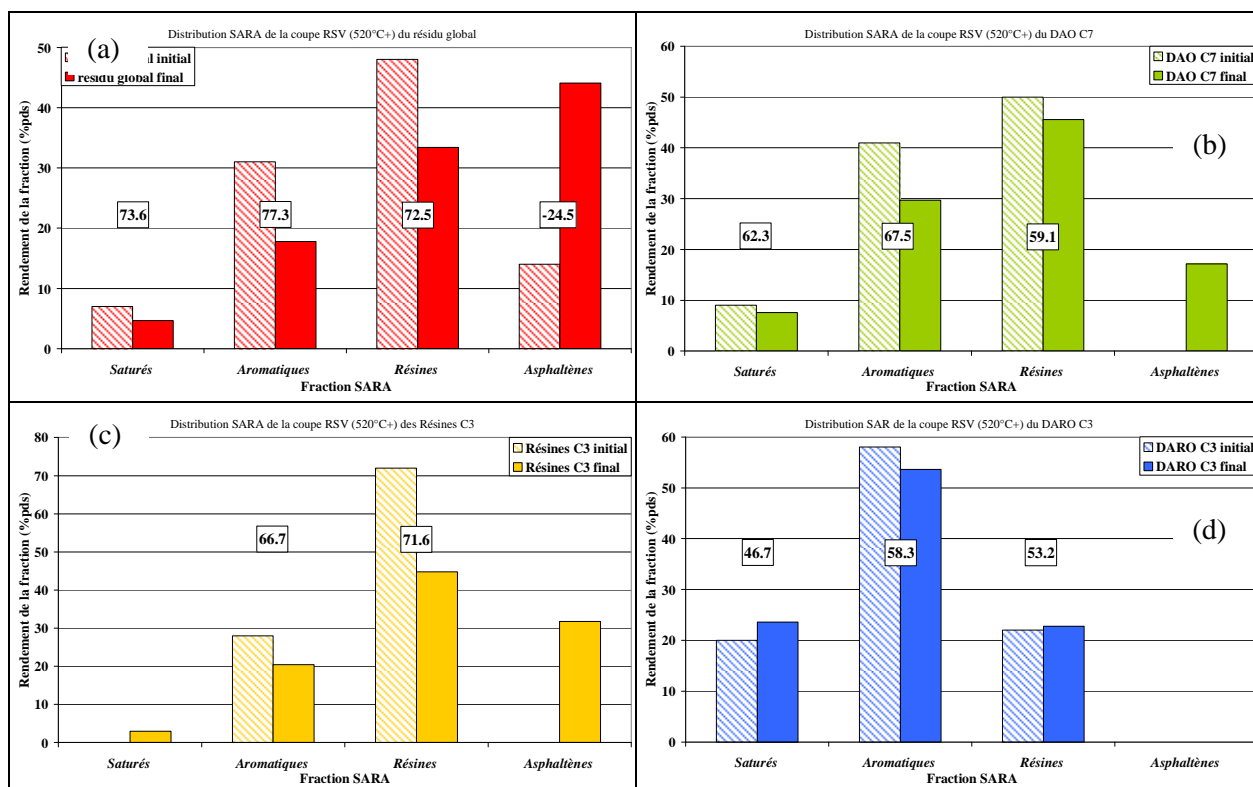 Distribution SARA de la coupe RSV (520°C+) du résidu global
(a)
initial
résidu global final
Rendement de la fraction (%pds)
50
40
30
20
10
0
73.6
77.3
72.5
-24.5
Saturés Aromatiques Résines Asphaltènes
Fraction SARA
Distribution SARA de la coupe RSV (520°C+) du DAO C7
DAO C7 initial
DAO C7 final
(b)
Rendement de la fraction (%pds)
60
50
40
30
20
10
0
62.3
67.5
59.1
Saturés Aromatiques Résines Asphaltènes
Fraction SARA
(c)
Distribution SARA de la coupe RSV (520°C+) des Résines C3
Résines C3 initial
Résines C3 final
Rendement de la fraction (%pds)
80
70
60
50
40
30
20
10
0
66.7
71.6
Saturés Aromatiques Résines Asphaltènes
Fraction SARA
Distribution SAR de la coupe RSV (520°C+) du DARO C3
DARO C3 initial
DARO C3 final
(d)
Rendement de la fraction (%pds)
60
50
40
30
20
10
0
46.7
58.3
53.2
Saturés Aromatiques Résines Asphaltènes
Fraction SARA